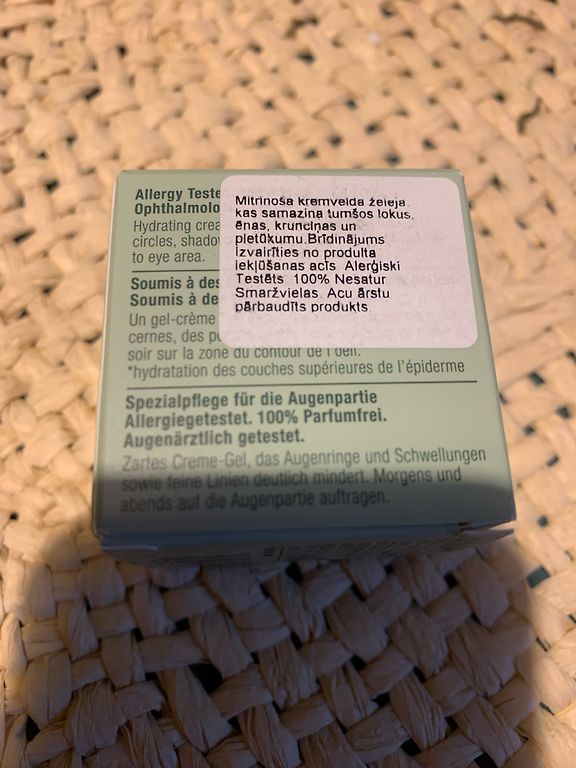 Allergy Teste
Ophthalmolo
Hydrating crea
circles, shado
to eye area.
Soumis à des
Soumis à de
Un gel-crème
cernes, des po
soir sur la zone du contour de l'oeil.
*hydratation des couches supérieures de l'épiderme
Spezialpflege für die Augenpartie
Allergiegetestet. 100% Parfumfrei.
Augenärztlich getestet.
Zartes Creme-Gel, das Augenringe und Schwellungen
sowie feine Linien deutlich mindert. Morgens und
abends auf die Augenpartie auftragen.
Mitrinoša krēmveida želeja.
kas samazina tumšos lokus.
ēnas, krunciņas un
pietūkumu.Brīdinājums
Izvairīties no produlta
iekļūšanas acīs Alerģiski
Testēts 100% Nesatur
Smaržvielas Acu ārstu
pārbaudīts produkts